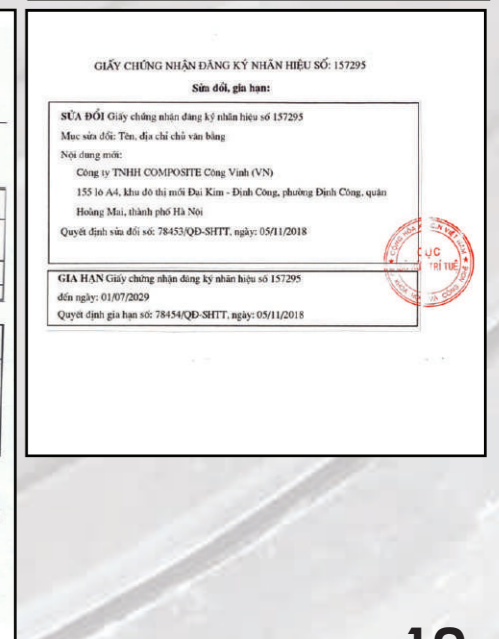 GIẤY CHỨNG NHẬN ĐĂNG KÝ NHÃN HIỆU SỐ: 157295
Sửa đổi, gia hạn:
SỬA ĐỔI Giấy chứng nhận đăng ký nhãn hiệu số 157295
Mục sửa đổi: Tên, địa chỉ chủ văn bằng
Nội dung mới:
Công ty TNHH COMPOSITE Công Vinh (VN)
155 lô A4, khu đô thị mới Đại Kim - Định Công, phường Định Công, quận
Hoàng Mai, thành phố Hà Nội
Quyết định sửa đổi số: 78453/QĐ-SHTT, ngày: 05/11/2018
CỤC
TRÍ TUỆ
GIA HẠN Giấy chứng nhận đăng ký nhãn hiệu số 157295
đến ngày: 01/07/2029
Quyết định gia hạn số: 78454/QĐ-SHTT, ngày: 05/11/2018